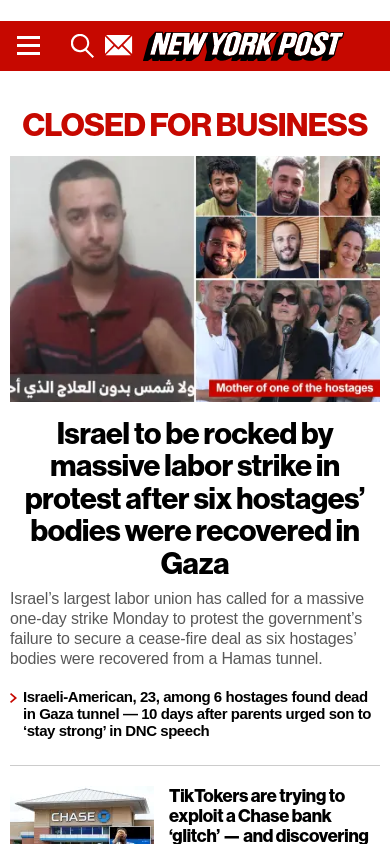 NEW YORK POST
CLOSED FOR BUSINESS
ولا شمس بدون العلاج الذي أح
Mother of one of the hostages
Israel to be rocked by
massive labor strike in
protest after six hostages’
bodies were recovered in
Gaza
Israel’s largest labor union has called for a massive
one-day strike Monday to protest the government’s
failure to secure a cease-fire deal as six hostages’
bodies were recovered from a Hamas tunnel.
Israeli-American, 23, among 6 hostages found dead
in Gaza tunnel — 10 days after parents urged son to
‘stay strong’ in DNC speech
CHASE
TikTokers are trying to
exploit a Chase bank
‘glitch’ — and discovering